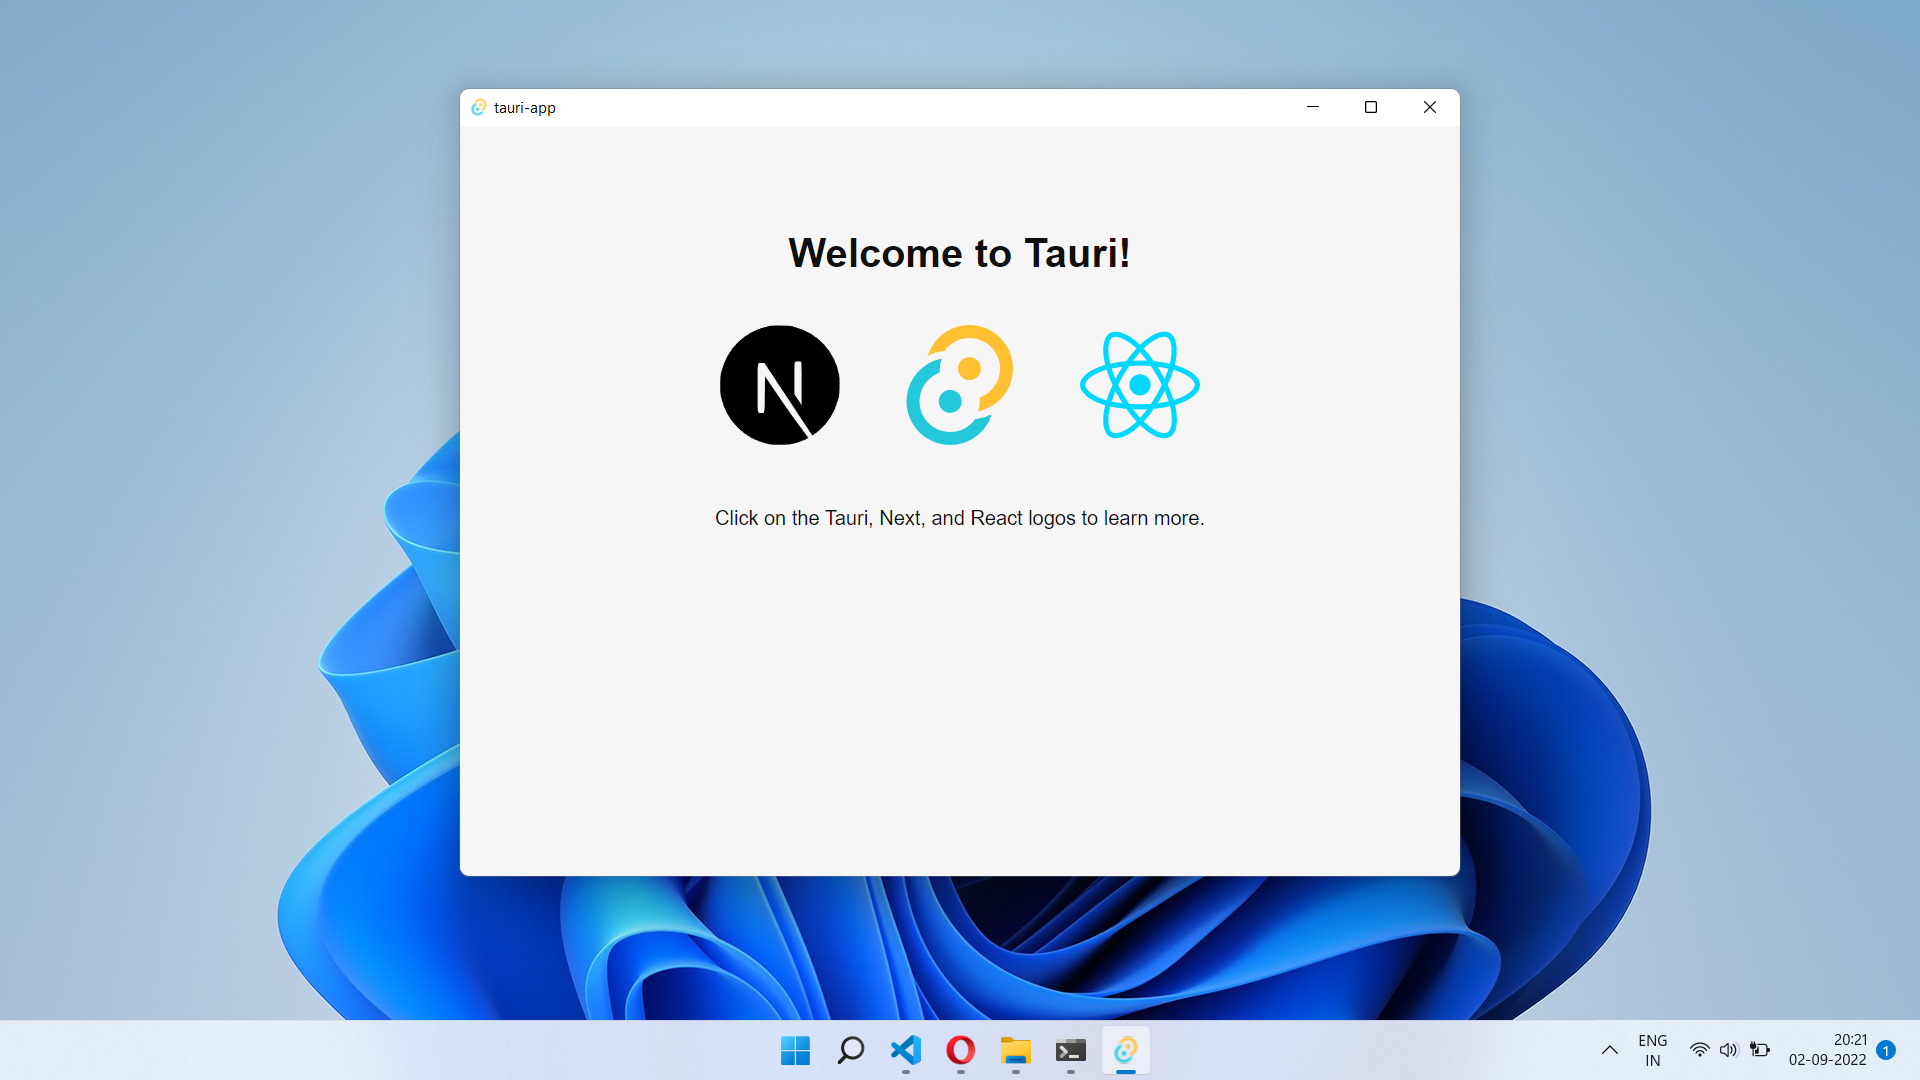 tauri-app
Welcome to Tauri!
N
Click on the Tauri, Next, and React logos to learn more.
ENG
IN
20:21
02-09-2022
1